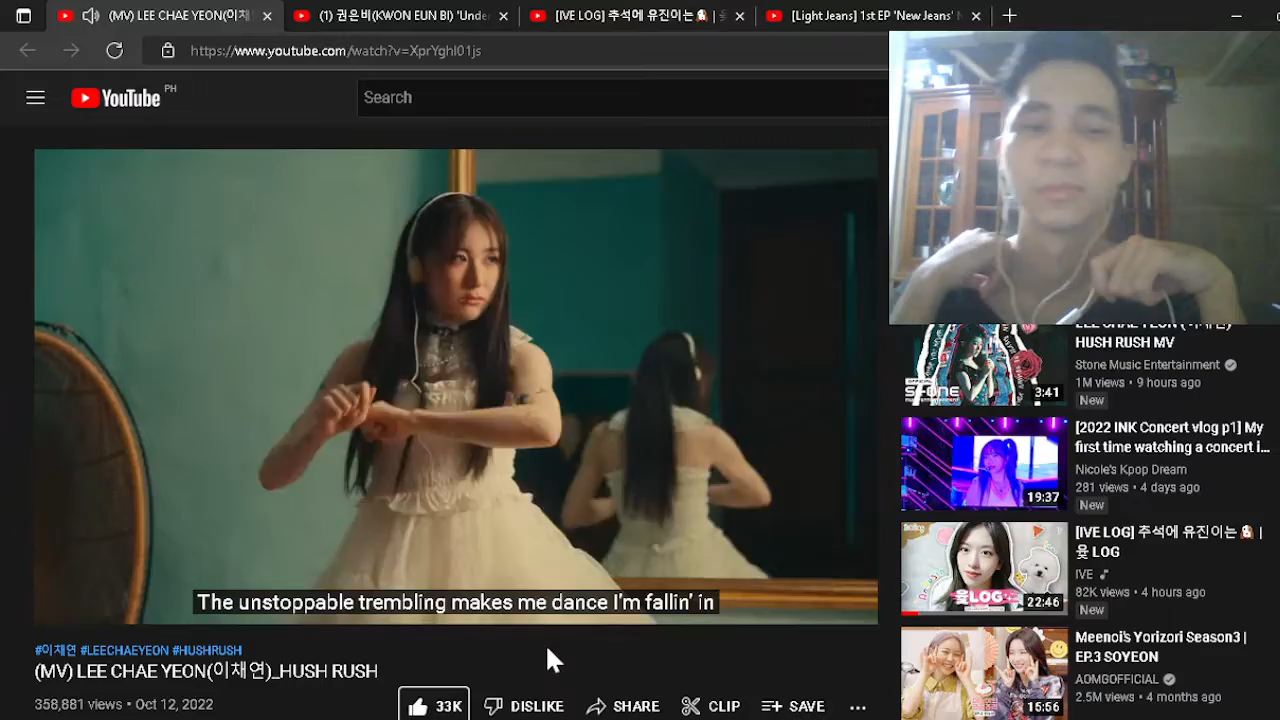 (MV) LEE CHAE YEON(이채
(1) 권은비(KWON EUN BI) 'Unde
[IVE LOG] 추석에 유진이는
[Light Jeans] 1st EP 'New Jeans'
https://www.youtube.com/watch?v=XprYghl01js
YouTube PH
Search
The unstoppable trembling makes me dance I'm fallin' in
#이채연 #LEECHAEYEON #HUSHRUSH
(MV) LEE CHAE YEON(이채연)_HUSH RUSH
358,881 views • Oct 12, 2022
33K DISLIKE SHARE CLIP SAVE
LEE CHAE YEON (이채연)
HUSH RUSH MV
Stone Music Entertainment
1M views • 9 hours ago
New
3:41
[2022 INK Concert vlog p1] My
first time watching a concert i...
Nicole's Kpop Dream
281 views • 4 days ago
New
19:37
[IVE LOG] 추석에 유진이는 |
윷 LOG
IVE
82K views • 4 hours ago
New
22:46
Meenoi's Yorizori Season3 |
EP.3 SOYEON
AOMGOFFICIAL
2.5M views • 4 months ago
15:56